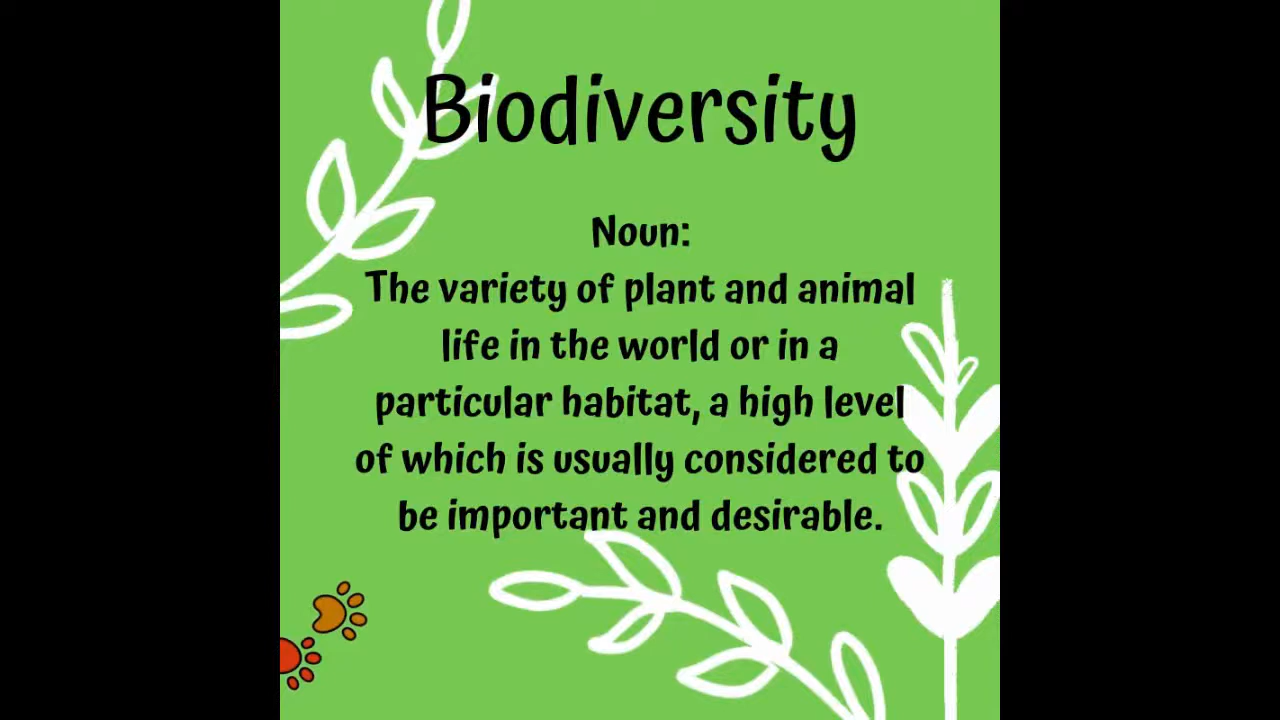 Biodiversity
Noun:
The variety of plant and animal
life in the world or in a
particular habitat, a high level
of which is usually considered to
be important and desirable.